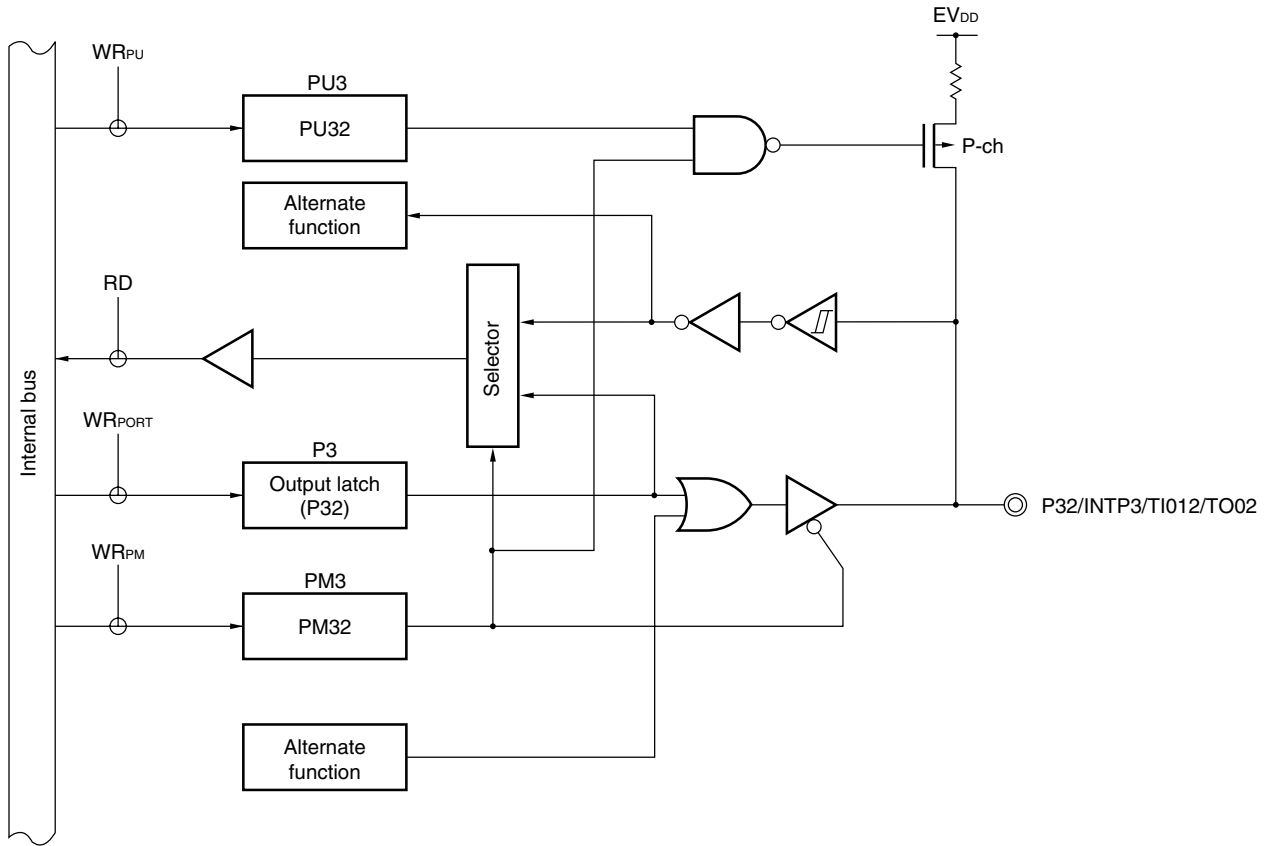 EVDD
WRPU
PU3
PU32
P-ch
Alternate
function
RD
Selector
Internal bus
WRPORT
P3
Output latch
(P32)
P32/INTP3/TI012/TO02
WRPM
PM3
PM32
Alternate
function